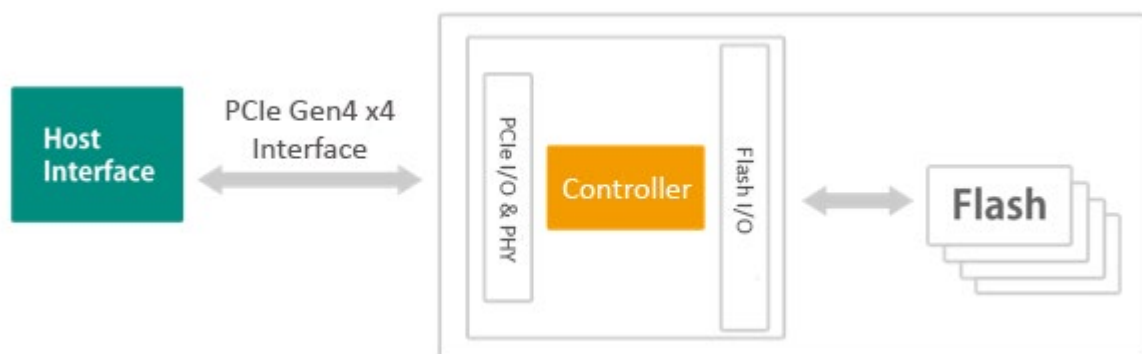 Host
Interface
PCIe Gen4 x4
Interface
PCIe I/O & PHY
Controller
Flash I/O
Flash